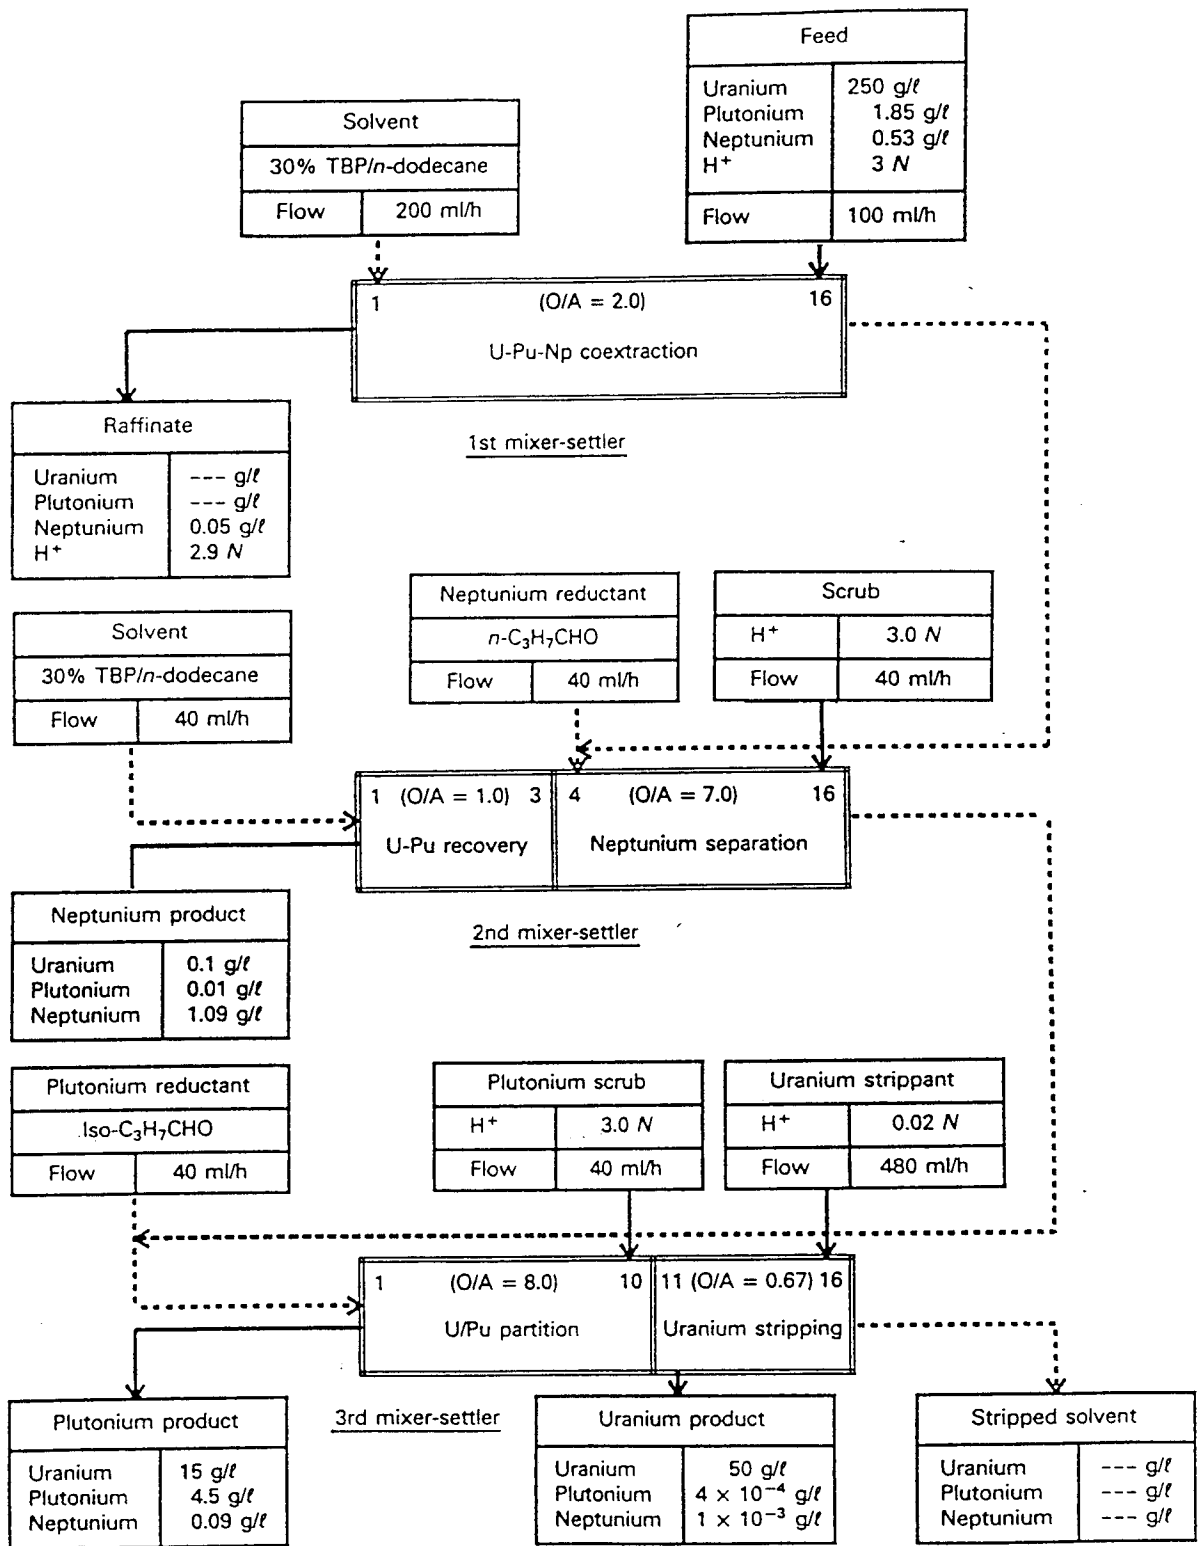 Feed
Uranium 250 g/ℓ
Plutonium 1.85 g/ℓ
Neptunium 0.53 g/ℓ
H⁺ 3 N
Flow 100 ml/h
Solvent
30% TBP/n-dodecane
Flow 200 ml/h
1 (O/A = 2.0) 16
U-Pu-Np coextraction
1st mixer-settler
Raffinate
Uranium --- g/ℓ
Plutonium --- g/ℓ
Neptunium 0.05 g/ℓ
H⁺ 2.9 N
Solvent
30% TBP/n-dodecane
Flow 40 ml/h
Neptunium reductant
n-C₃H₇CHO
Flow 40 ml/h
Scrub
H⁺ 3.0 N
Flow 40 ml/h
1 (O/A = 1.0) 3
U-Pu recovery
4 (O/A = 7.0) 16
Neptunium separation
2nd mixer-settler
Neptunium product
Uranium 0.1 g/ℓ
Plutonium 0.01 g/ℓ
Neptunium 1.09 g/ℓ
Plutonium reductant
Iso-C₃H₇CHO
Flow 40 ml/h
Plutonium scrub
H⁺ 3.0 N
Flow 40 ml/h
Uranium strippant
H⁺ 0.02 N
Flow 480 ml/h
1 (O/A = 8.0) 10
U/Pu partition
11 (O/A = 0.67) 16
Uranium stripping
3rd mixer-settler
Plutonium product
Uranium 15 g/ℓ
Plutonium 4.5 g/ℓ
Neptunium 0.09 g/ℓ
Uranium product
Uranium 50 g/ℓ
Plutonium 4 × 10⁻⁴ g/ℓ
Neptunium 1 × 10⁻³ g/ℓ
Stripped solvent
Uranium --- g/ℓ
Plutonium --- g/ℓ
Neptunium --- g/ℓ